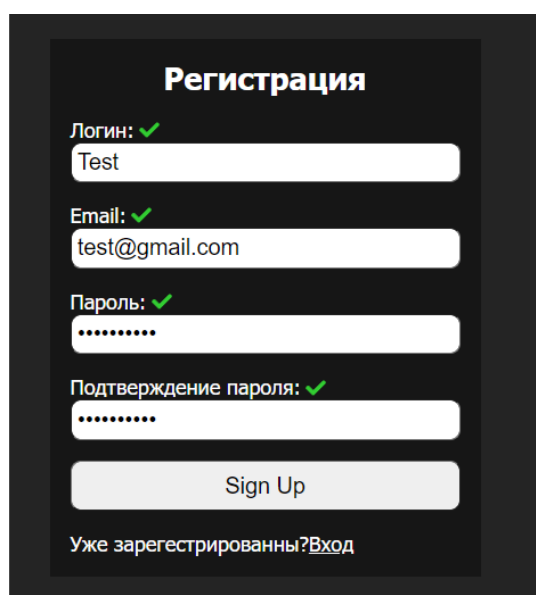 Регистрация
Логин:
Test
Email:
test@gmail.com
Пароль:
••••••••••
Подтверждение пароля:
••••••••••
Sign Up
Уже зарегестрированны?Вход